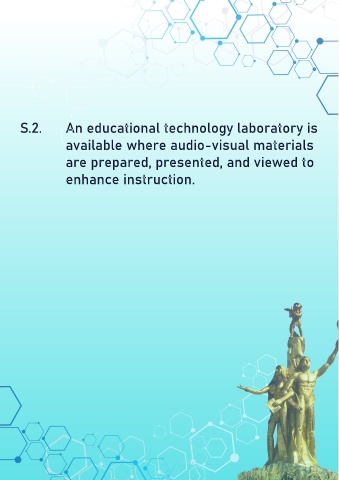 S.2. An educational technology laboratory is
available where audio-visual materials
are prepared, presented, and viewed to
enhance instruction.